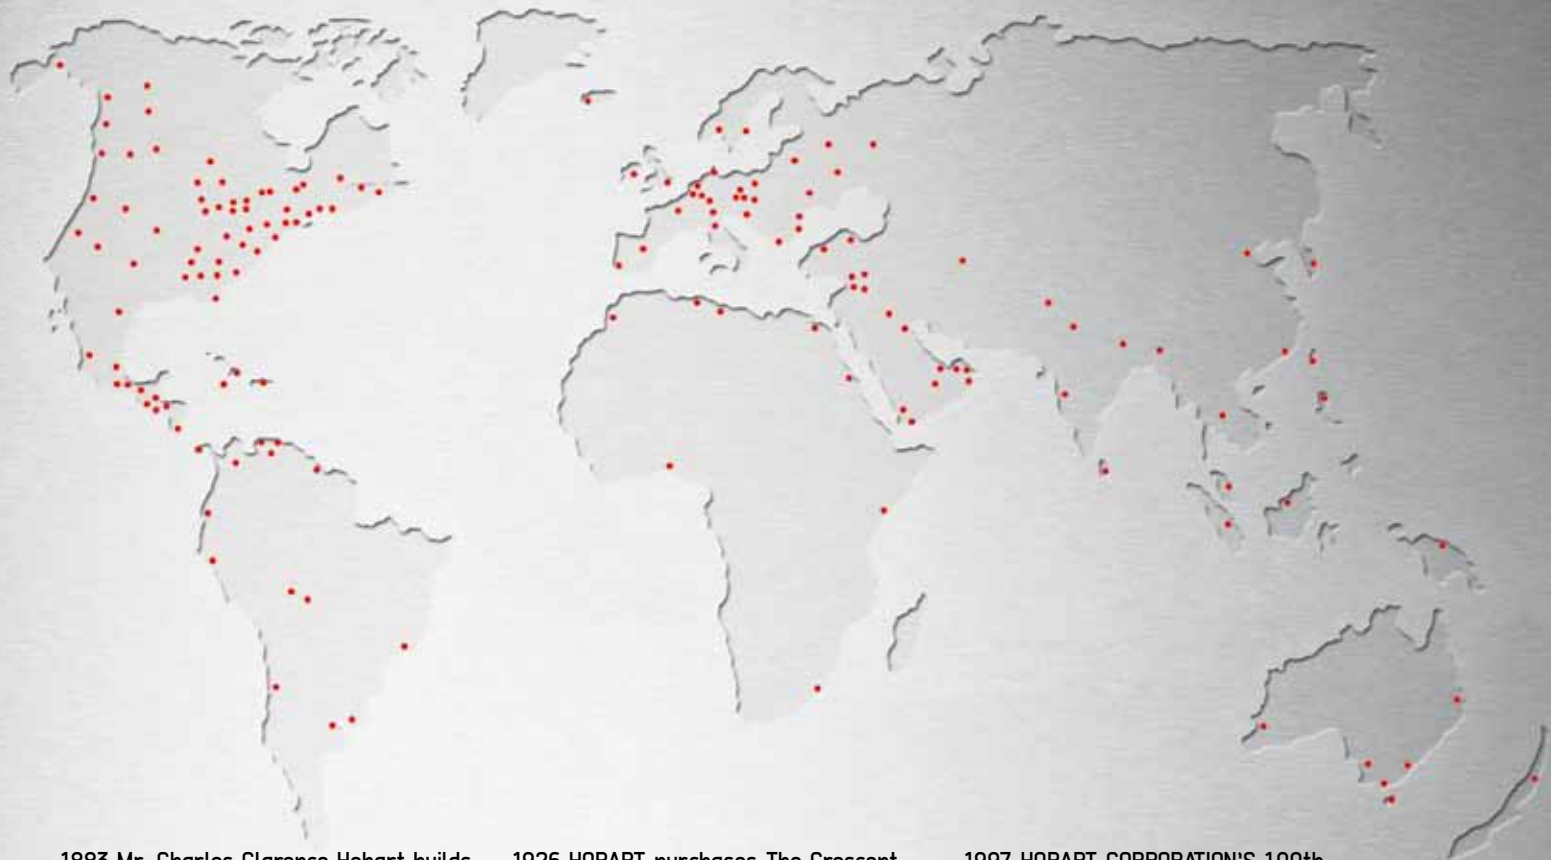 1883 Mr. Charles Clarence Hobart builds
1926 HOBART purchases The Crescent
1997 HOBART CORPORATION'S 100th